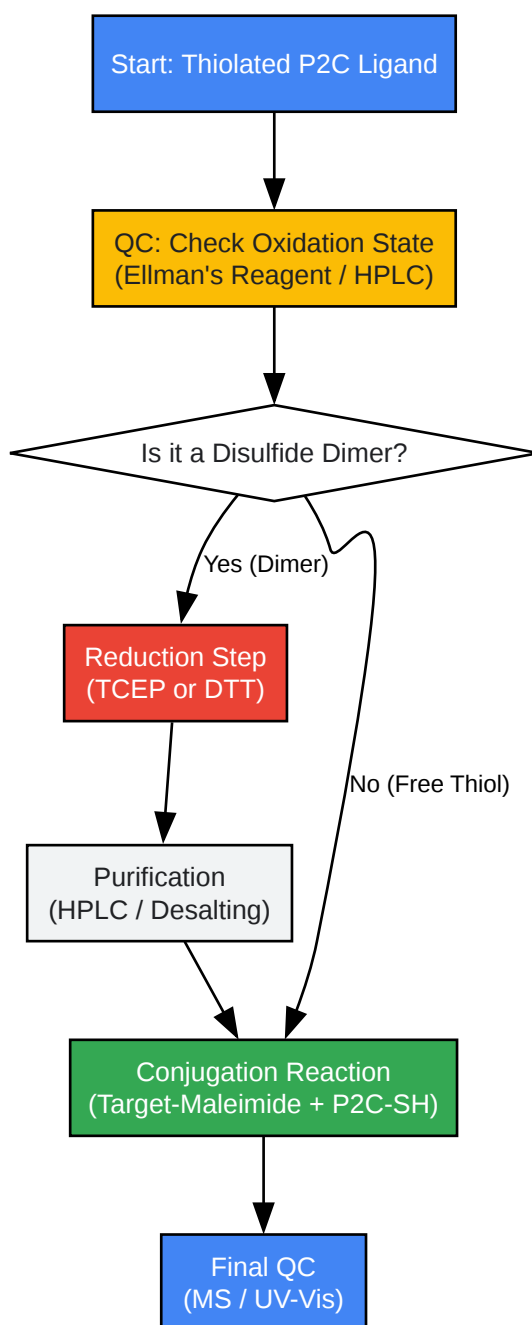 Start: Thiolated P2C Ligand
QC: Check Oxidation State
(Ellman's Reagent / HPLC)
Is it a Disulfide Dimer?
Yes (Dimer)
Reduction Step
(TCEP or DTT)
No (Free Thiol)
Purification
(HPLC / Desalting)
Conjugation Reaction
(Target-Maleimide + P2C-SH)
Final QC
(MS / UV-Vis)